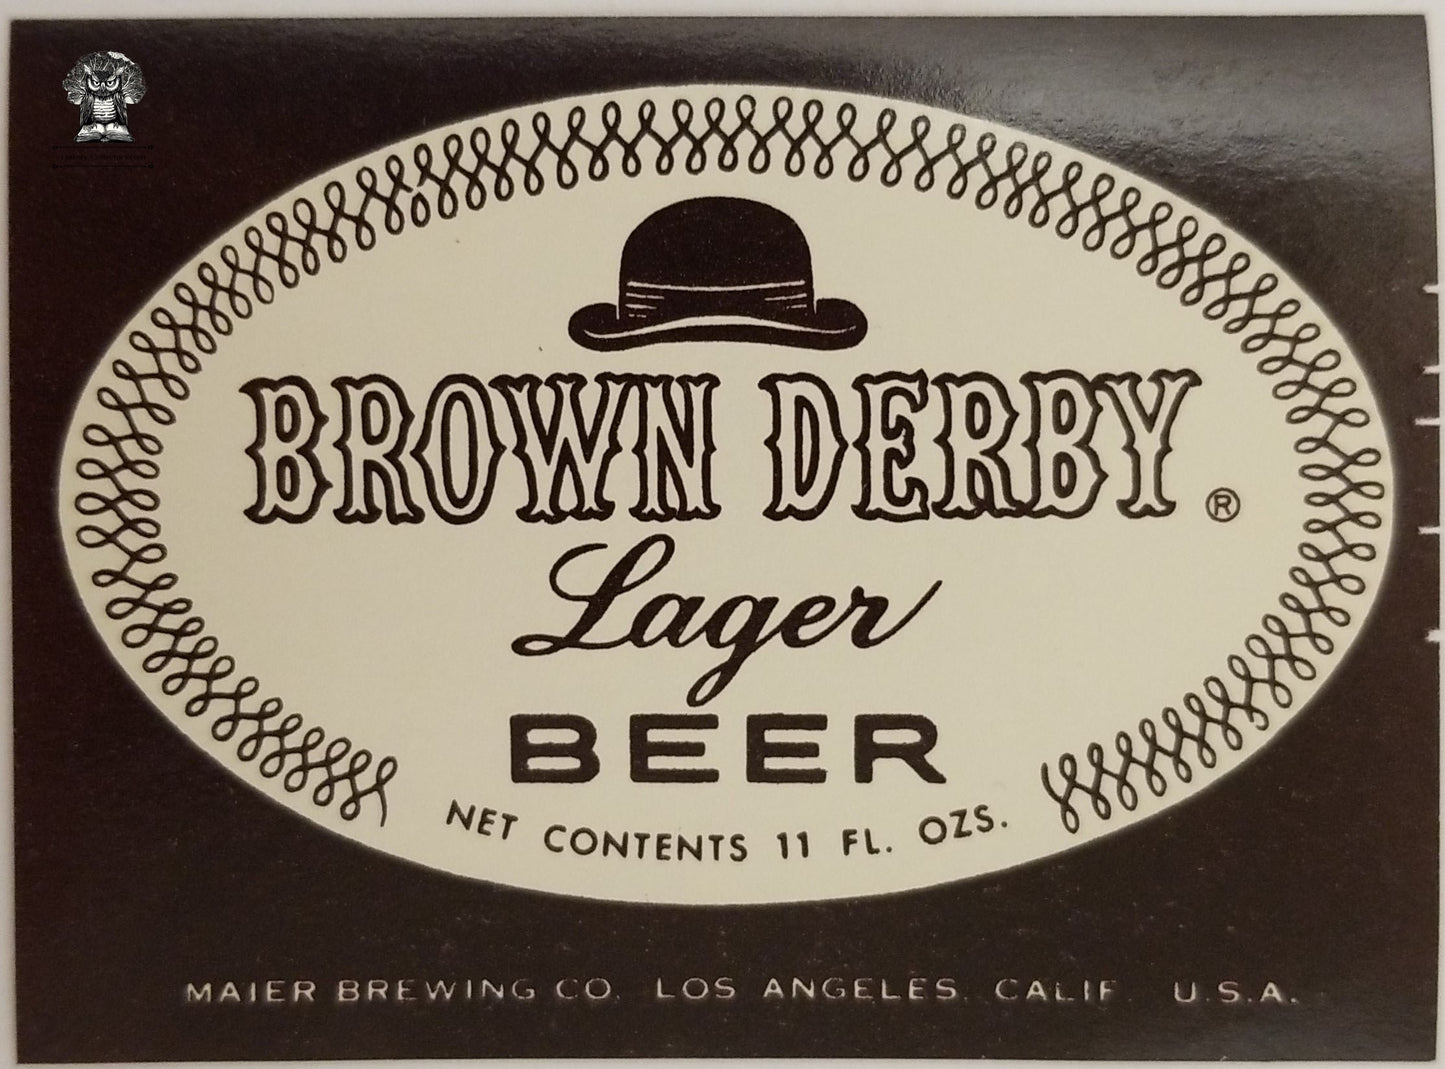 BROWN DERBY ®
Lager
BEER
NET CONTENTS 11 FL. OZS.
MAIER BREWING CO. LOS ANGELES, CALIF. U.S.A.